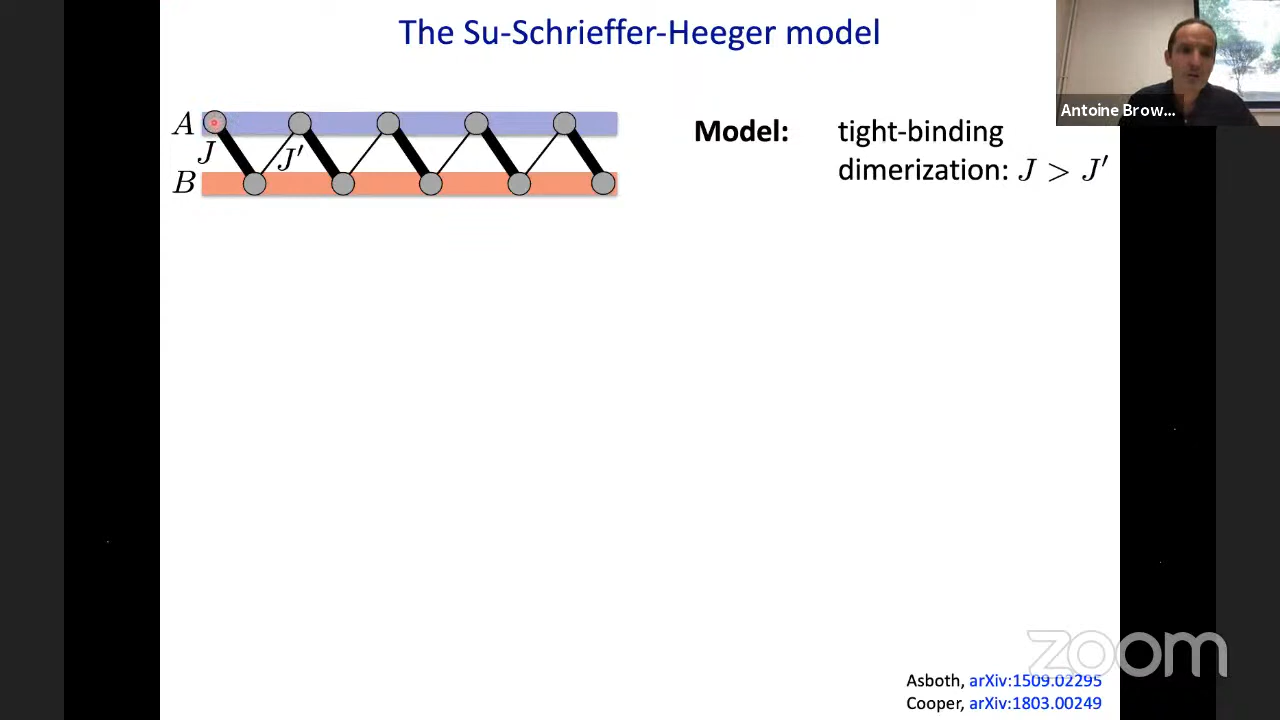 The Su-Schrieffer-Heeger model
Antoine Brow...
A
J
J'
B
Model: tight-binding
dimerization: J > J'
zoom
Asboth, arXiv:1509.02295
Cooper, arXiv:1803.00249